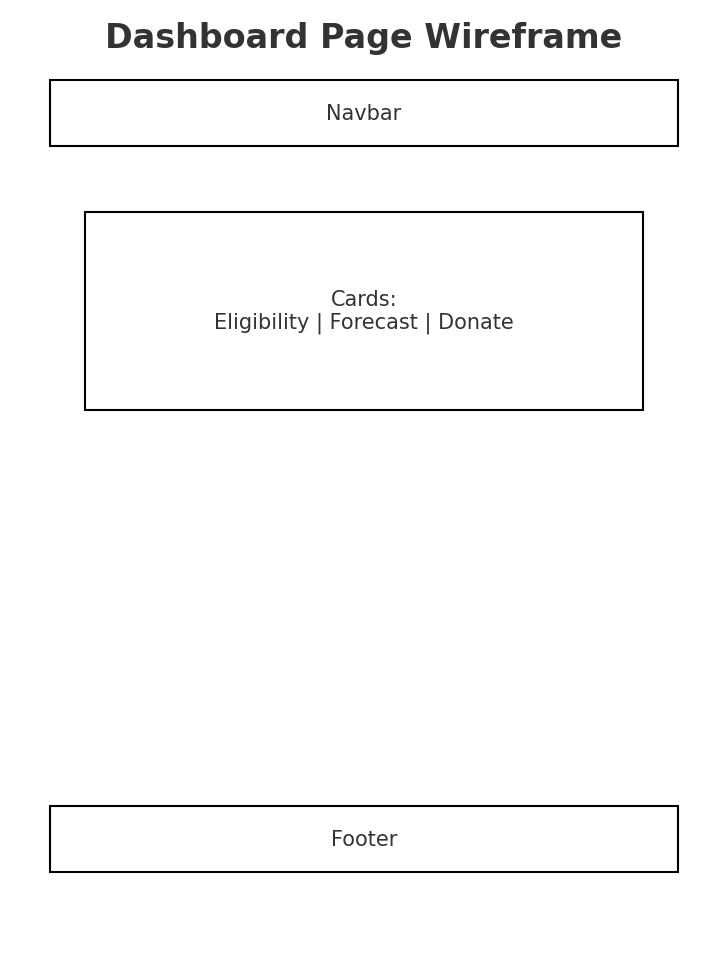 Dashboard Page Wireframe
Navbar
Cards:
Eligibility | Forecast | Donate
Footer